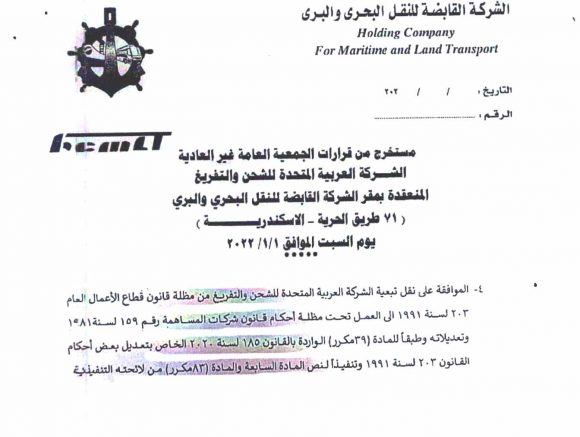 الشركة القابضة للنقل البحرى والبرى
Holding Company
For Maritime and Land Transport
التاريخ : / / ٢٠٢
الرقم :
hcmLT
مستخرج من قرارات الجمعية العامة غير العادية
الشركة العربية المتحدة للشحن والتفريغ
المنعقدة بمقر الشركة القابضة للنقل البحري والبري
( ٧١ طريق الحرية – الاسكندرية )
يوم السبت الموافق ٢٠٢٢/١/١
٤- الموافقة على نقل تبعية الشركة العربية المتحدة للشحن والتفريغ من مظلة قانون قطاع الأعمال العام
٢٠٣ لسنة ١٩٩١ الى العمل تحت مظلة أحكام قانون شركات المساهمة رقم ١٥٩ لسنة ١٩٨١
وتعديلاته وطبقاً للمادة (٣٩مكرر) الواردة بالقانون ١٨٥ لسنة ٢٠٢٠ الخاص بتعديل بعض أحكام
القانون ٢٠٣ لسنة ١٩٩١ وتنفيذاً لنص المادة السابعة والمادة (٨٣مكرر) من لائحته التنفيذية